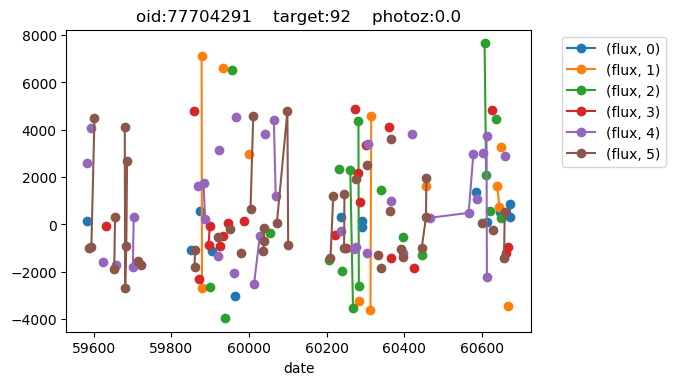 oid:77704291    target:92    photoz:0.0
8000
6000
4000
2000
0
−2000
−4000
59600
59800
60000
60200
60400
60600
date
(flux, 0)
(flux, 1)
(flux, 2)
(flux, 3)
(flux, 4)
(flux, 5)